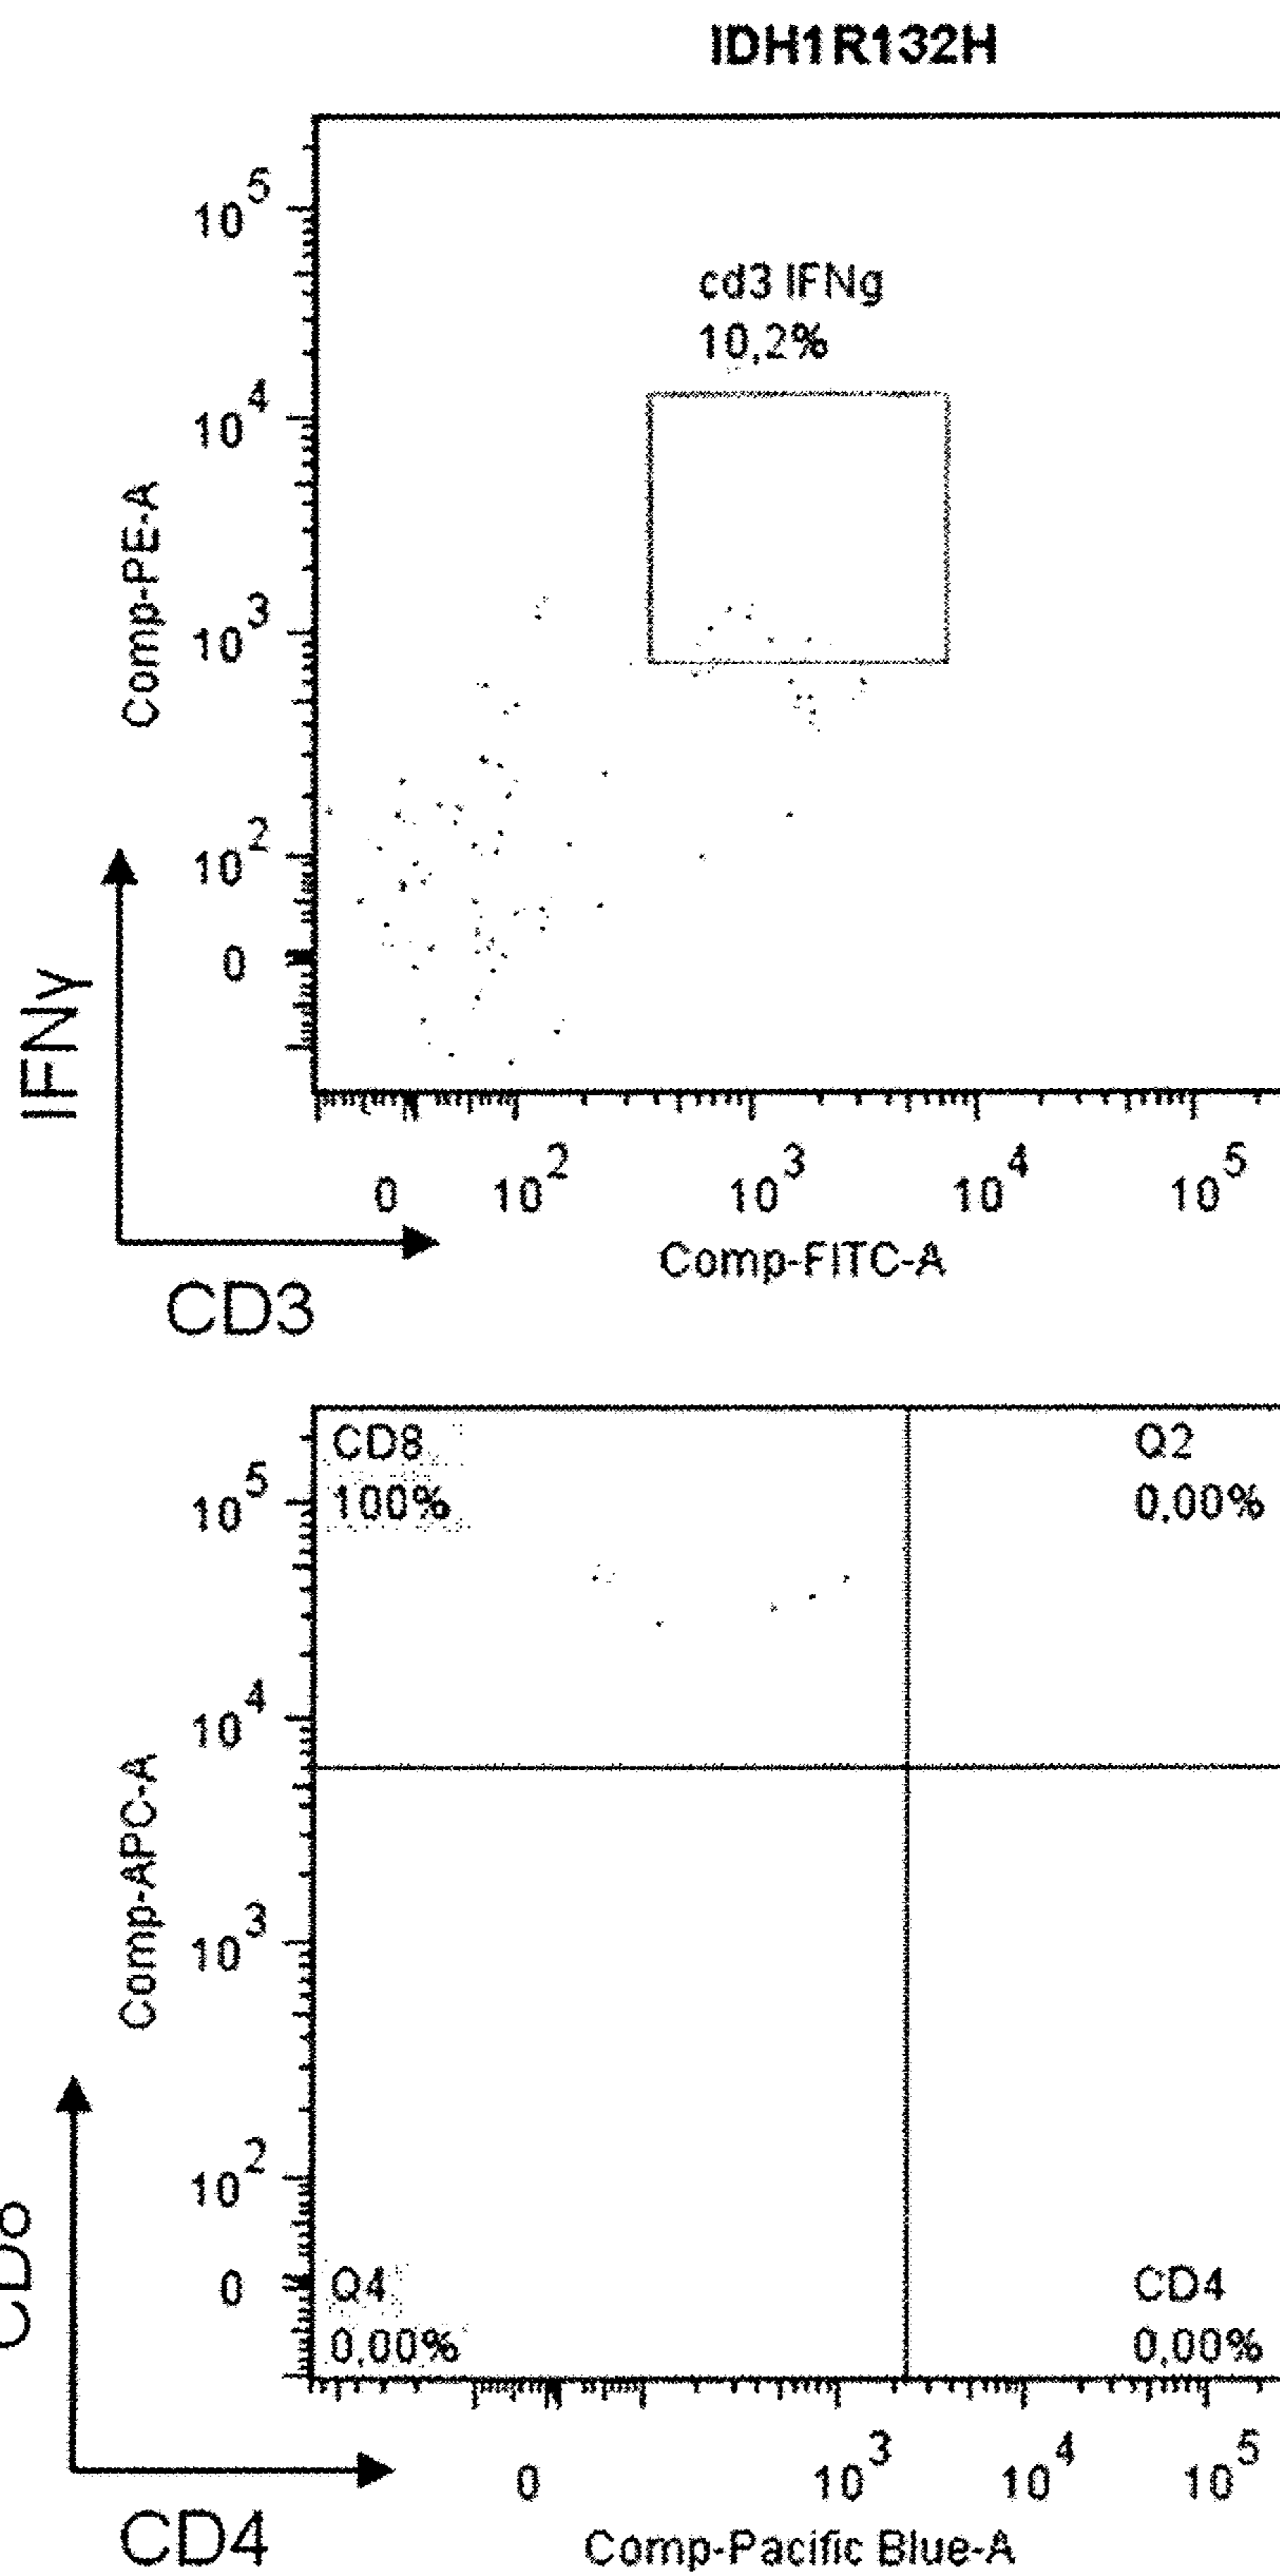 IDH1R132H
10^5
cd3 IFNg
10,2%
10^4
Comp-PE-A
10^3
10^2
0
IFNγ
0 10^2 10^3 10^4 10^5
Comp-FITC-A
CD3
CD8
100%
Q2
0,00%
10^5
10^4
Comp-APC-A
10^3
10^2
0
Q4
0,00%
CD4
0,00%
0 10^3 10^4 10^5
CD4
Comp-Pacific Blue-A